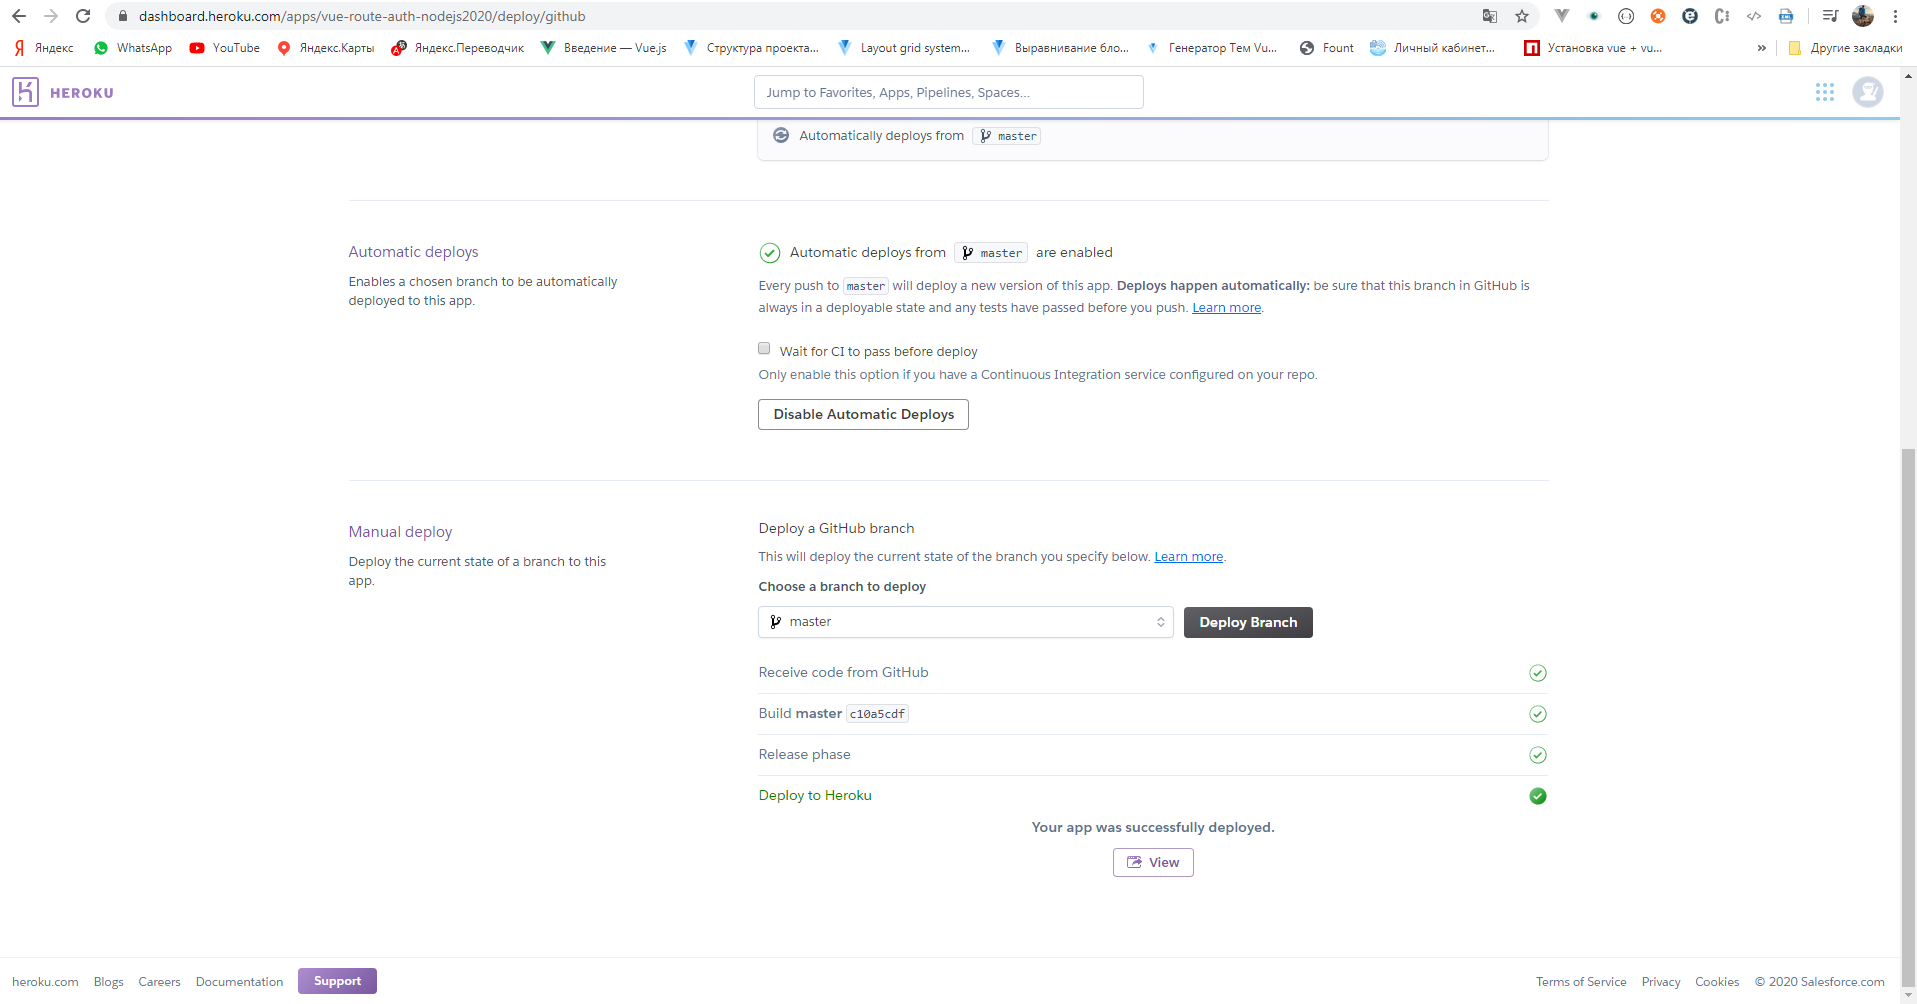 dashboard.heroku.com/apps/vue-route-auth-nodejs2020/deploy/github
Яндекс WhatsApp YouTube Яндекс.Карты Яндекс.Переводчик Введение — Vue.js Структура проекта... Layout grid system... Выравнивание бло... Генератор Тем Vu... Fount Личный кабинет... Установка vue + vu... » Другие закладки
HEROKU
Jump to Favorites, Apps, Pipelines, Spaces...
Automatically deploys from master
Automatic deploys
Enables a chosen branch to be automatically
deployed to this app.
Automatic deploys from master are enabled
Every push to master will deploy a new version of this app. Deploys happen automatically: be sure that this branch in GitHub is
always in a deployable state and any tests have passed before you push. Learn more.
Wait for CI to pass before deploy
Only enable this option if you have a Continuous Integration service configured on your repo.
Disable Automatic Deploys
Manual deploy
Deploy the current state of a branch to this
app.
Deploy a GitHub branch
This will deploy the current state of the branch you specify below. Learn more.
Choose a branch to deploy
master
Deploy Branch
Receive code from GitHub
Build master c10a5cdf
Release phase
Deploy to Heroku
Your app was successfully deployed.
View
heroku.com Blogs Careers Documentation Support
Terms of Service Privacy Cookies © 2020 Salesforce.com